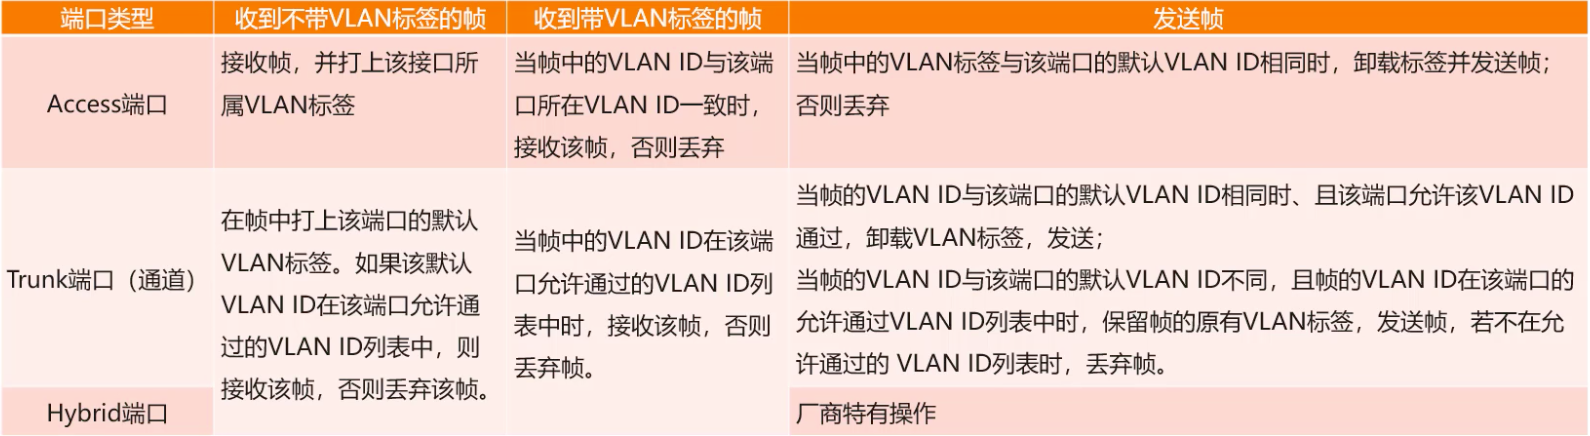 端口类型
收到不带VLAN标签的帧
收到带VLAN标签的帧
发送帧
Access端口
接收帧，并打上该接口所
属VLAN标签
当帧中的VLAN ID与该端
口所在VLAN ID一致时，
接收该帧，否则丢弃
当帧中的VLAN标签与该端口的默认VLAN ID相同时，卸载标签并发送帧；
否则丢弃
Trunk端口（通道）
在帧中打上该端口的默认
VLAN标签。如果该默认
VLAN ID在该端口允许通
过的VLAN ID列表中，则
接收该帧，否则丢弃该帧。
当帧中的VLAN ID在该端
口允许通过的VLAN ID列
表中时，接收该帧，否则
丢弃帧。
当帧的VLAN ID与该端口的默认VLAN ID相同时、且该端口允许该VLAN ID
通过，卸载VLAN标签，发送；
当帧的VLAN ID与该端口的默认VLAN ID不同，且帧的VLAN ID在该端口的
允许通过VLAN ID列表中时，保留帧的原有VLAN标签，发送帧，若不在允
许通过的 VLAN ID列表时，丢弃帧。
Hybrid端口
厂商特有操作